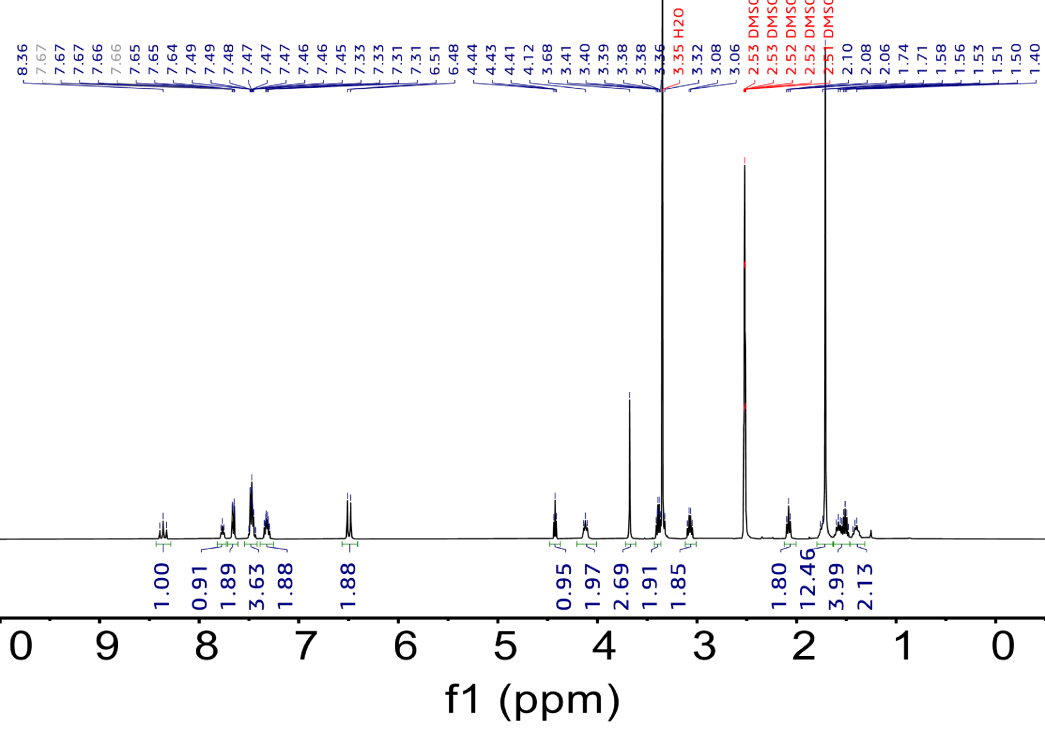 8.36 7.67 7.67 7.67 7.66 7.66 7.65 7.65 7.64 7.49 7.49 7.48 7.47 7.47 7.47 7.46 7.46 7.45 7.33 7.33 7.31 7.31 6.51 6.48 4.44 4.43 4.41 4.12 3.68 3.41 3.40 3.39 3.38 3.38 3.36 3.35 H2O 3.32 3.08 3.06 2.53 DMSO 2.53 DMSO 2.52 DMSO 2.52 DMSO 2.51 DMSO 2.10 2.08 2.06 1.74 1.71 1.58 1.56 1.53 1.51 1.50 1.40
1.00 0.91 1.89 3.63 1.88 1.88 0.95 1.97 2.69 1.91 1.85 1.80 12.46 3.99 2.13
0 9 8 7 6 5 4 3 2 1 0
f1 (ppm)